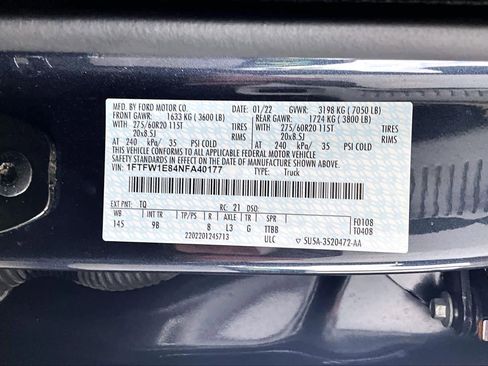 MFD. BY FORD MOTOR CO. DATE: 01/22 GVWR: 3198 KG ( 7050 LB)
FRONT GAWR: 1633 KG ( 3600 LB) REAR GAWR: 1724 KG ( 3800 LB)
WITH 275/60R20 115T TIRES WITH 275/60R20 115T TIRES
20x8.5J RIMS 20x8.5J RIMS
AT 240 kPa/ 35 PSI COLD AT 240 kPa/ 35 PSI COLD
THIS VEHICLE CONFORMS TO ALL APPLICABLE FEDERAL MOTOR VEHICLE
SAFETY AND THEFT PREVENTION STANDARDS IN EFFECT ON THE DATE OF
MANUFACTURE SHOWN ABOVE.
VIN: 1FTFW1E84NFA40177 TYPE: Truck
EXT PNT: TQ RC: 21 DSO: F0108
WB INT TR TP/PS R AXLE TR SPR T0408
145 9B 8 L3 G TTBB
2202201245713 ULC SU5A-3520472-AA